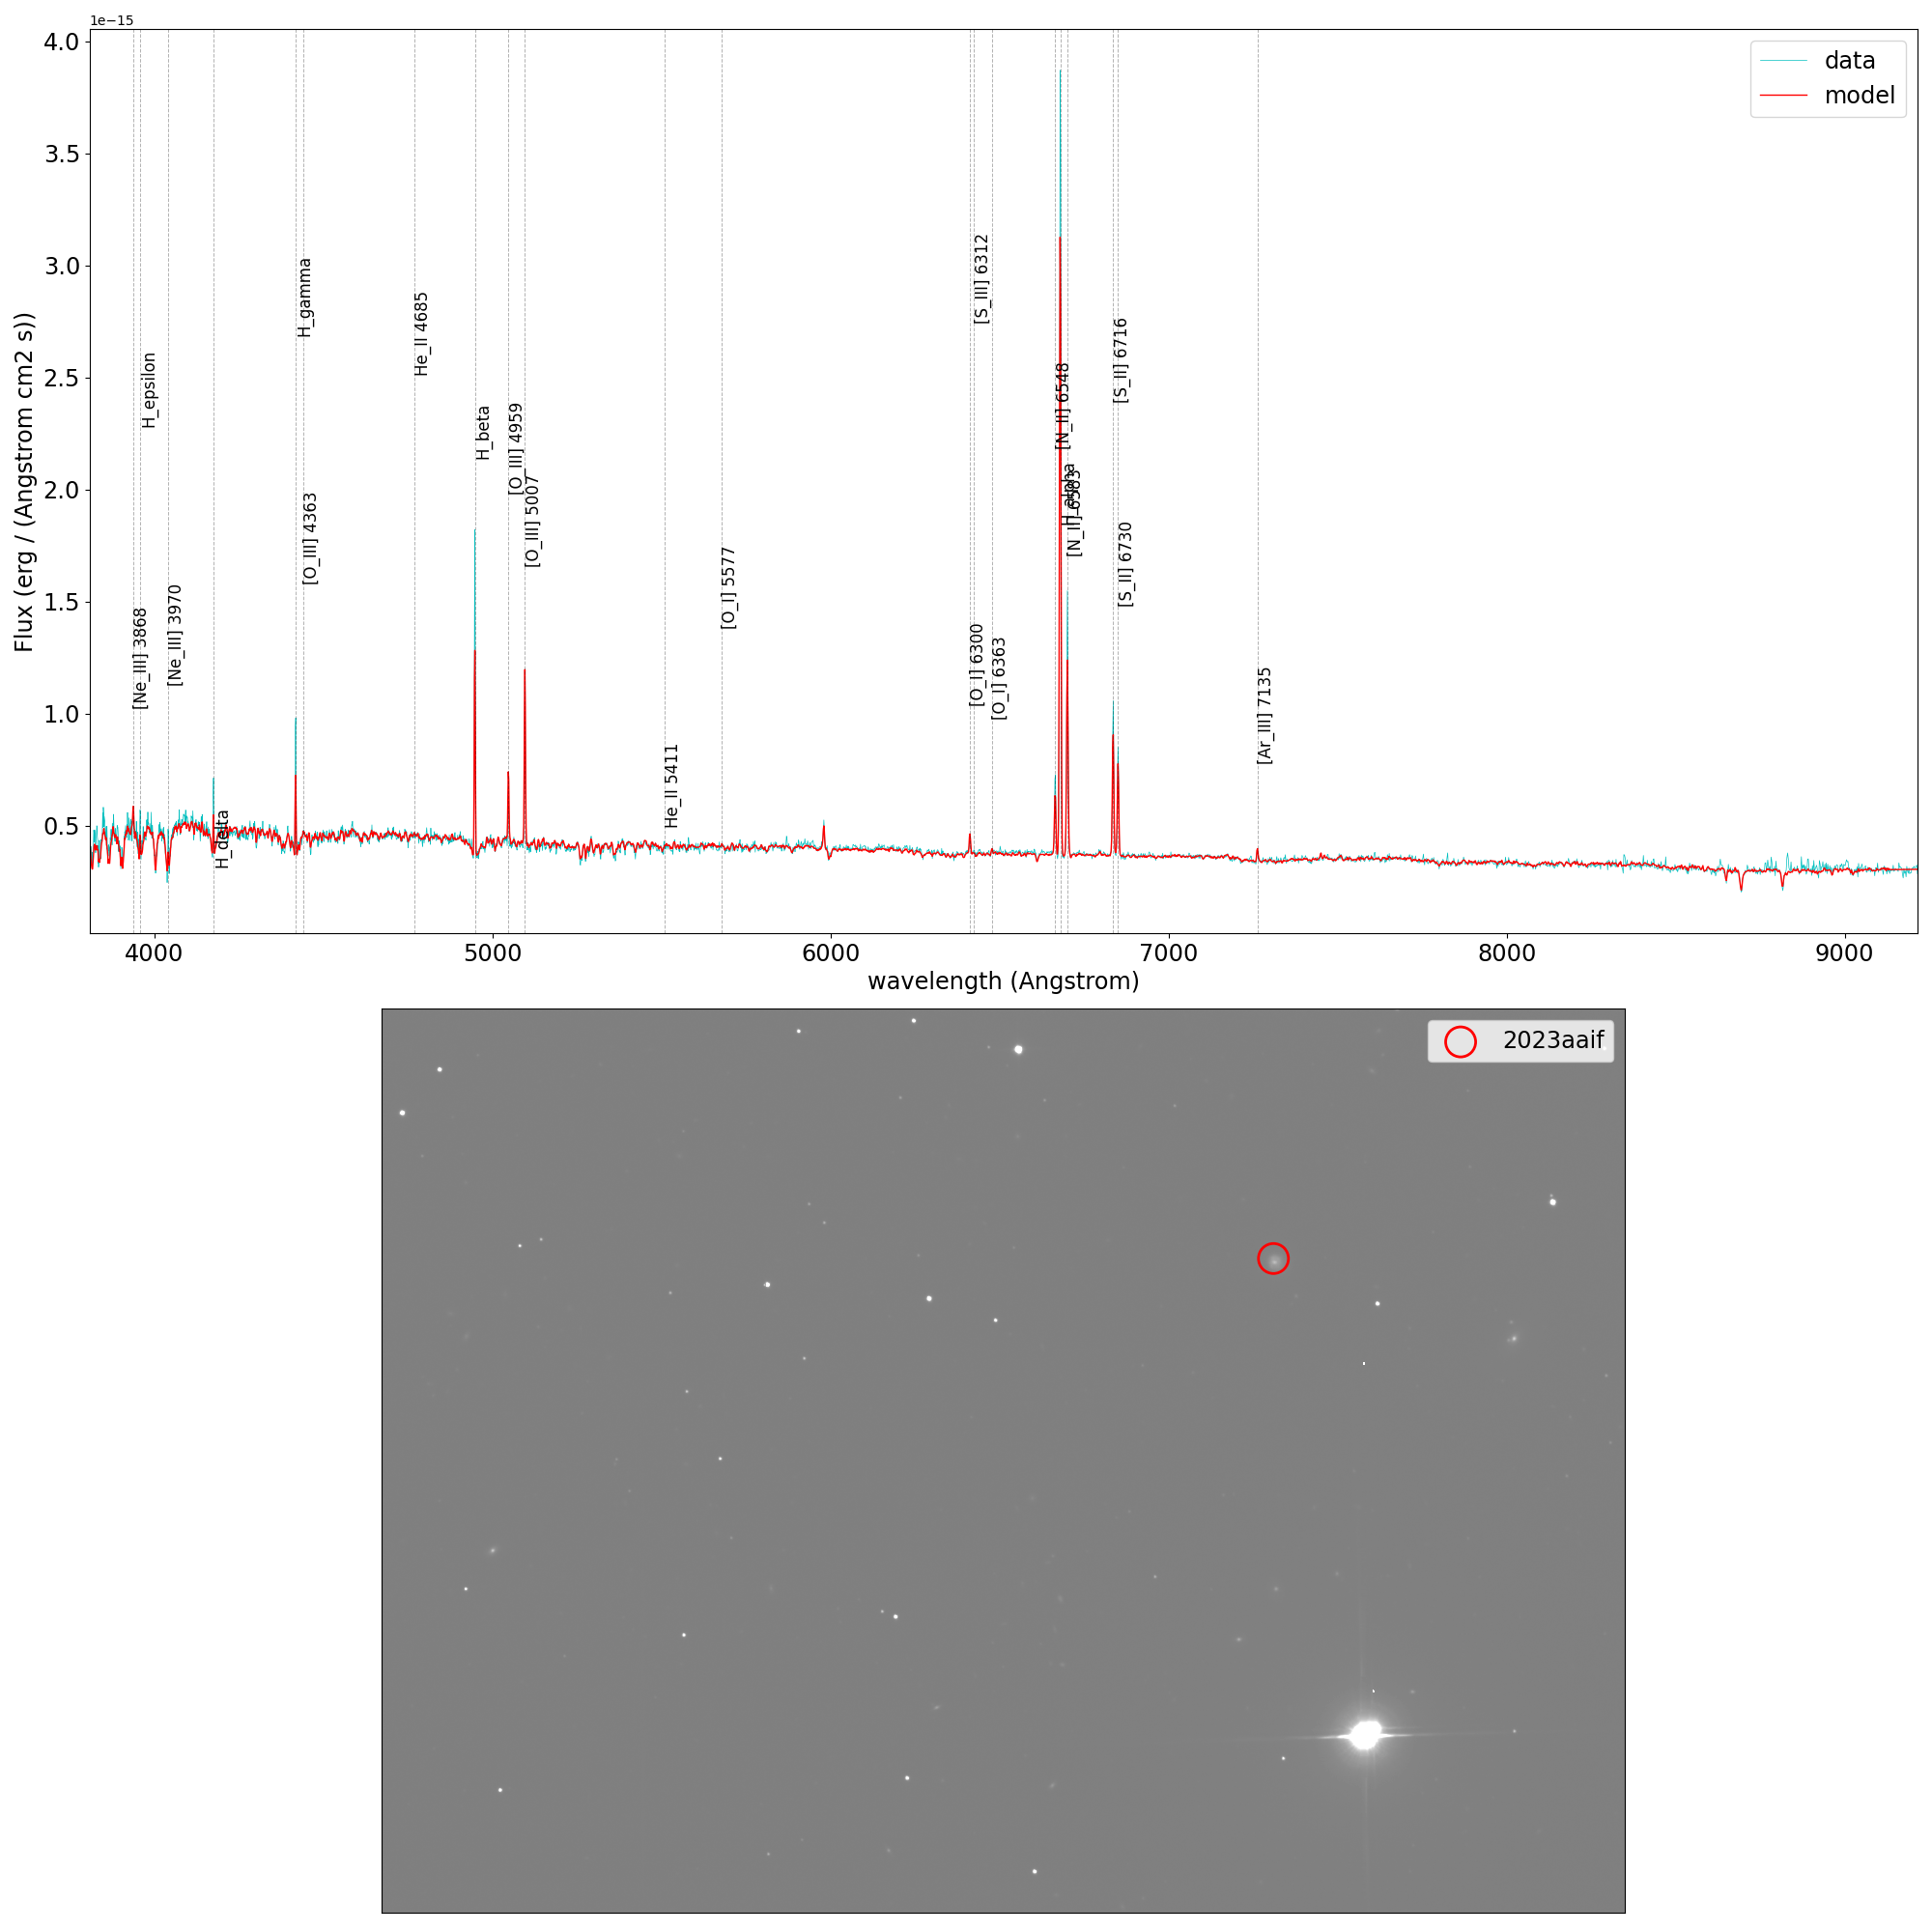 1e−15
4.0
3.5
3.0
2.5
2.0
1.5
1.0
0.5
Flux (erg / (Angstrom cm2 s))
data
model
[Ne_III] 3868
H_epsilon
[Ne_III] 3970
H_delta
H_gamma
[O_III] 4363
He_II 4685
H_beta
[O_III] 4959
[O_III] 5007
He_II 5411
[O_I] 5577
[O_I] 6300
[S_III] 6312
[O_I] 6363
[N_II] 6548
H_alpha
[N_II] 6583
[S_II] 6716
[S_II] 6730
[Ar_III] 7135
4000 5000 6000 7000 8000 9000
wavelength (Angstrom)
2023aaif